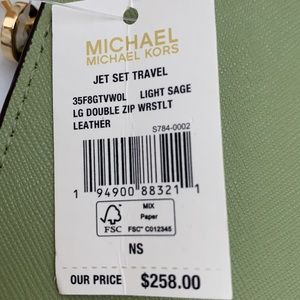 MICHAEL
MICHAEL KORS
JET SET TRAVEL
35F8GTVW0L LIGHT SAGE
LG DOUBLE ZIP WRSTLT
LEATHER
S784-0002
1 94900 88321 1
MIX
Paper
FSC FSC® C012345
NS
OUR PRICE $258.00